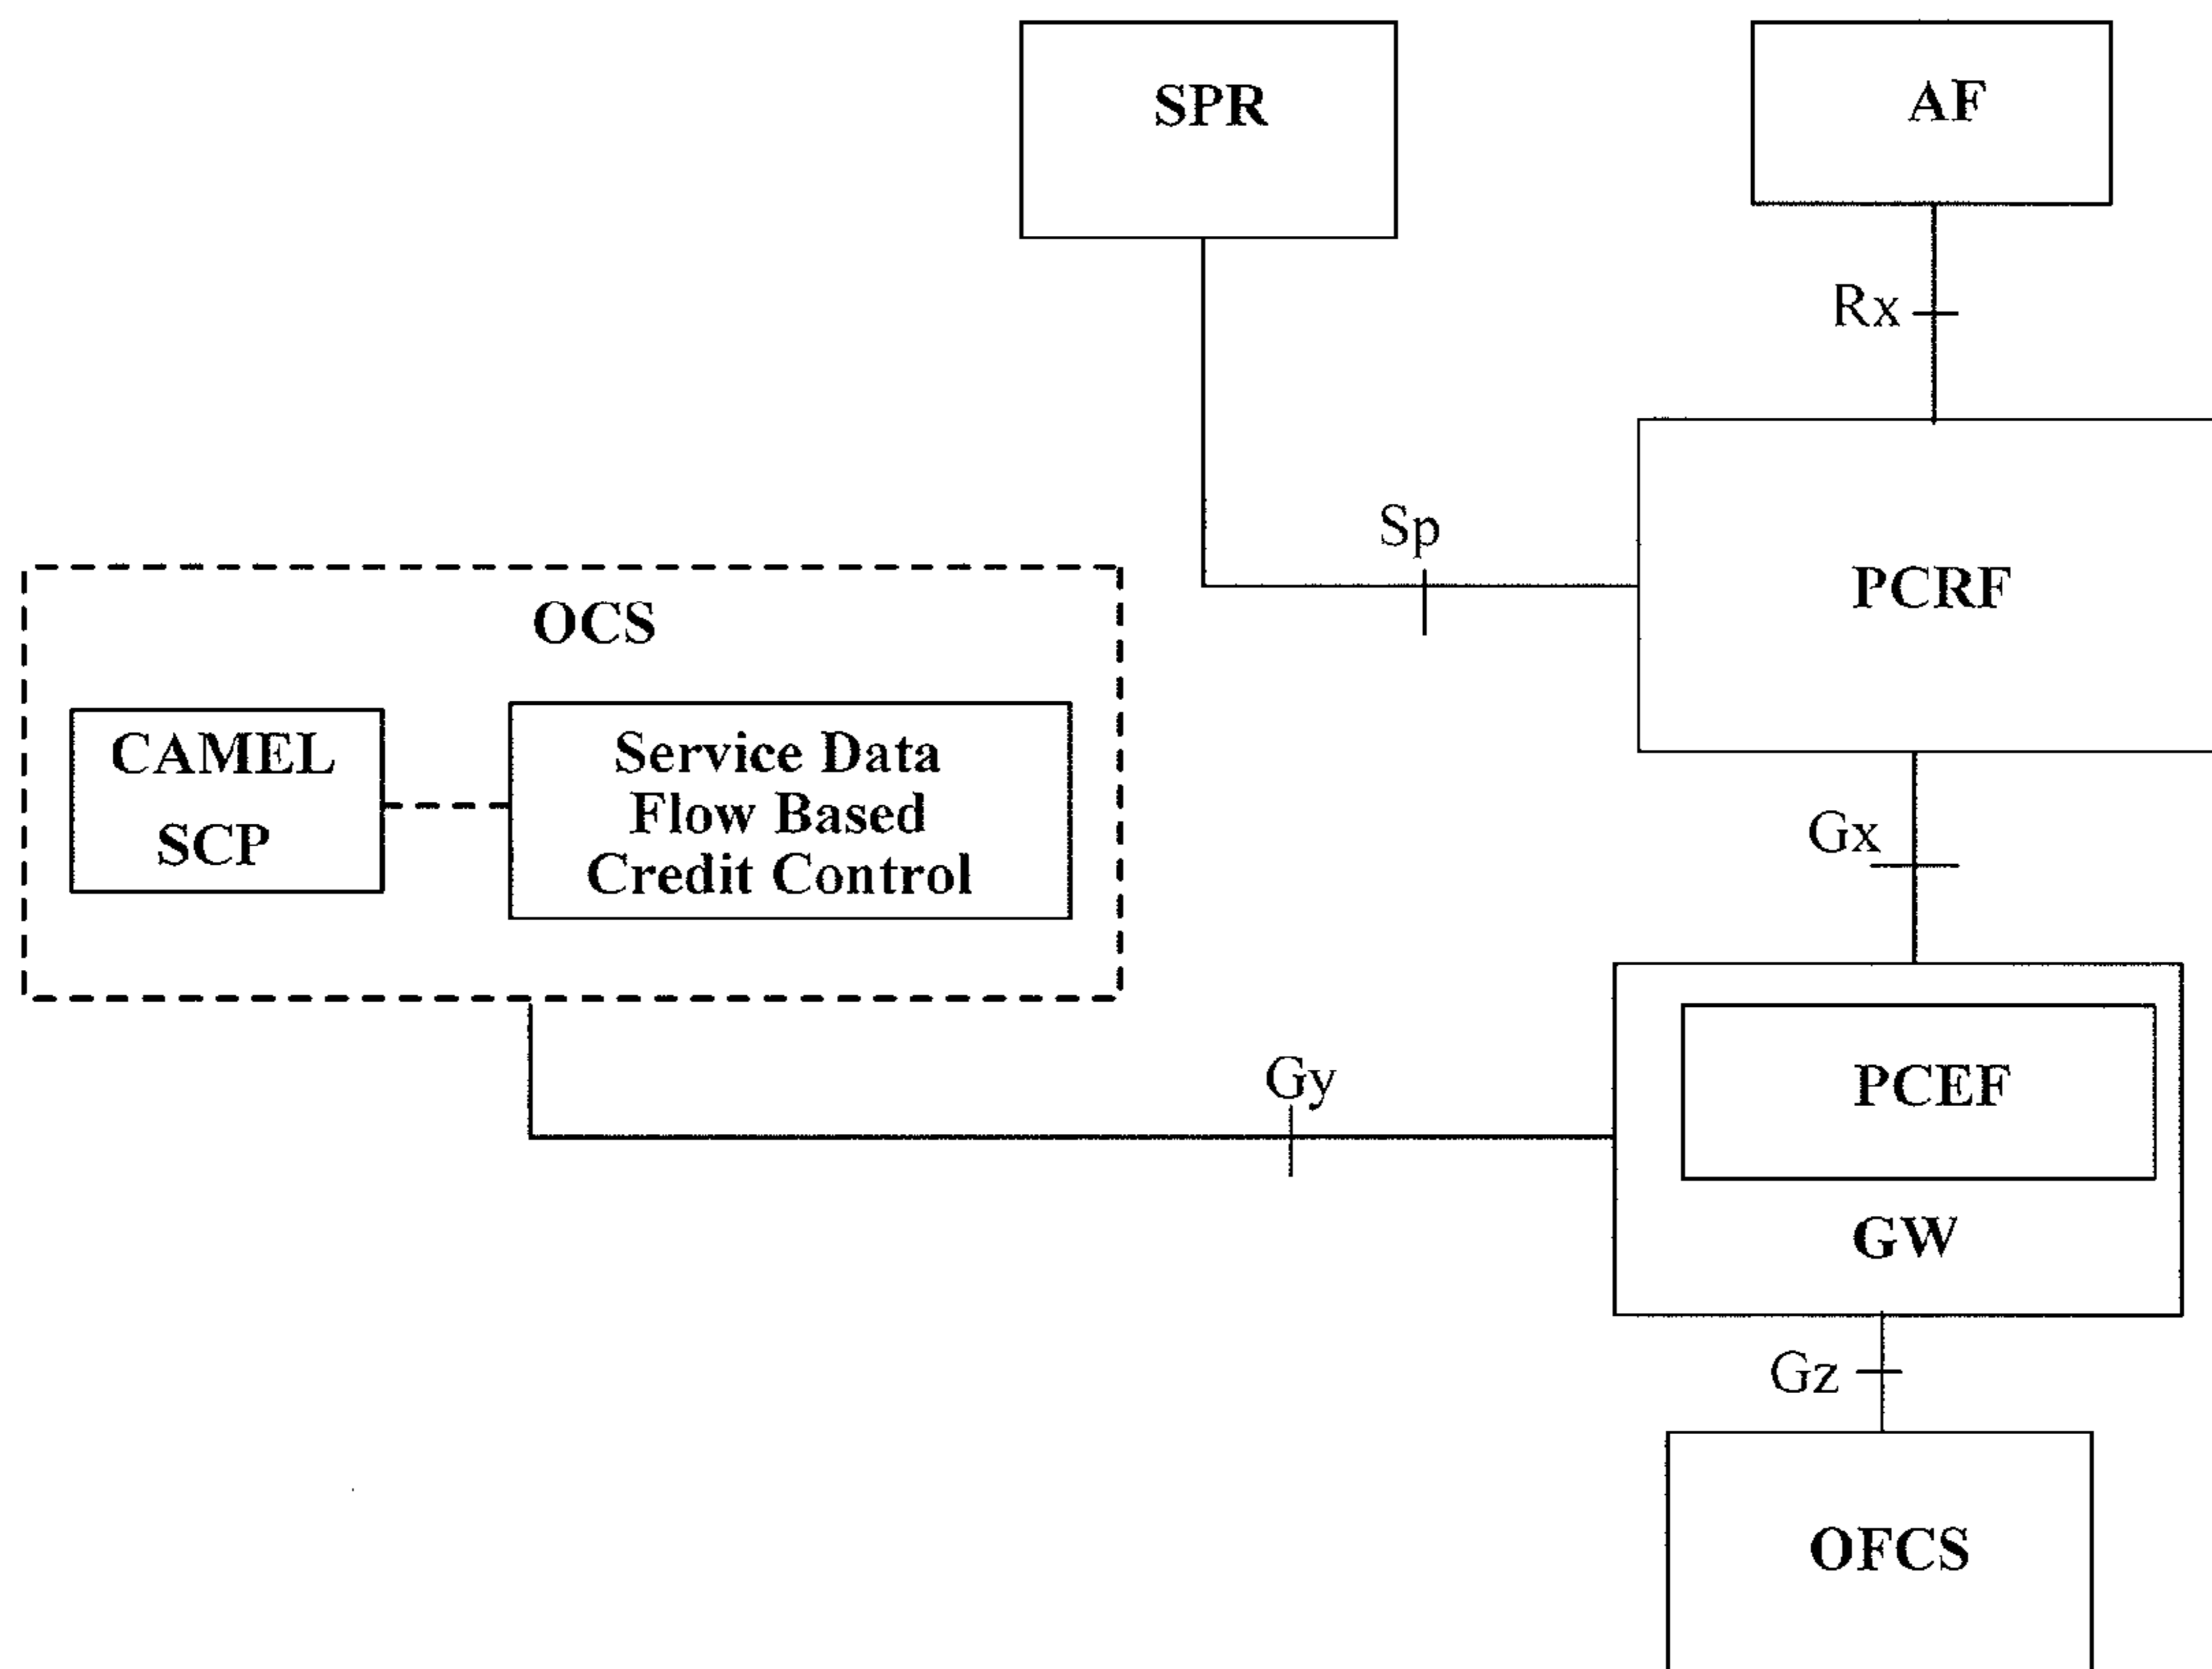 SPR
AF
Rx
Sp
PCRF
OCS
CAMEL
SCP
Service Data
Flow Based
Credit Control
Gx
Gy
PCEF
GW
Gz
OFCS